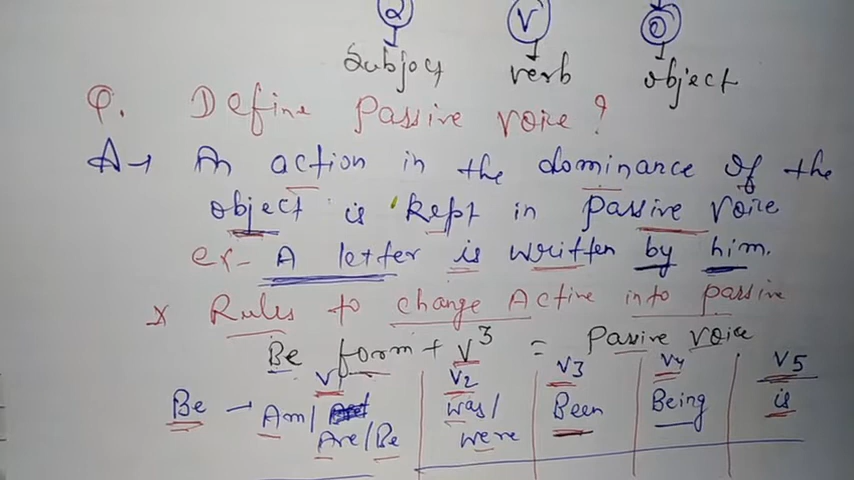 S V O
Subject verb object
Q. Define Passive voice?
A→ An action in the dominance of the
object is kept in passive voice
ex- A letter is written by him.
x Rules to change Active into passive
Be form + V3 = Passive voice
V V2 V3 V4 V5
Be → Am/ was/ Been Being is
Are/Be were